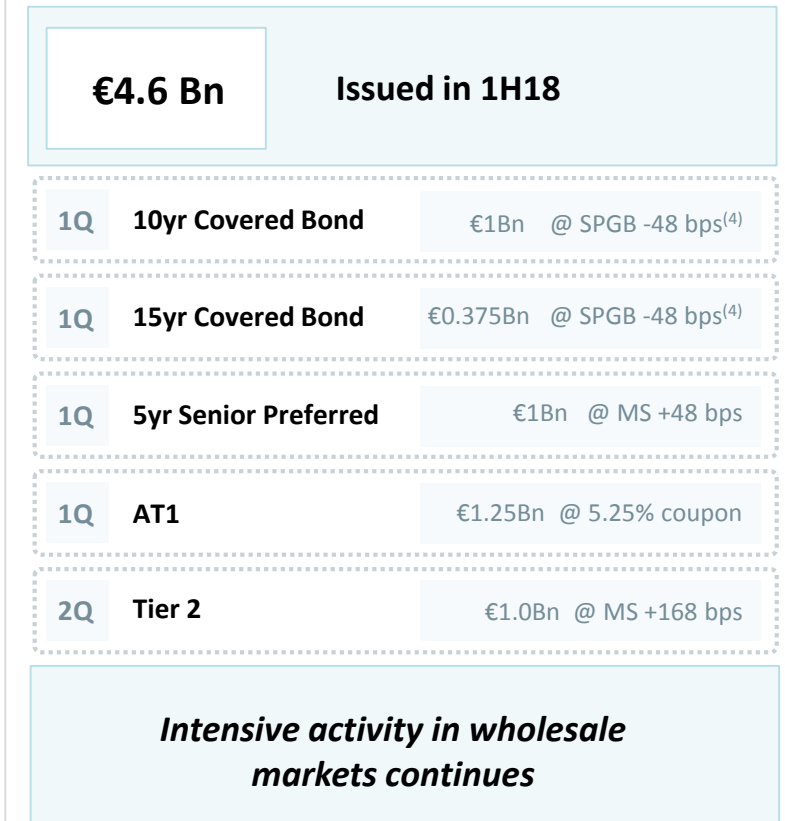 €4.6 Bn Issued in 1H18
1Q 10yr Covered Bond €1Bn @ SPGB -48 bps(4)
1Q 15yr Covered Bond €0.375Bn @ SPGB -48 bps(4)
1Q 5yr Senior Preferred €1Bn @ MS +48 bps
1Q AT1 €1.25Bn @ 5.25% coupon
2Q Tier 2 €1.0Bn @ MS +168 bps
Intensive activity in wholesale
markets continues